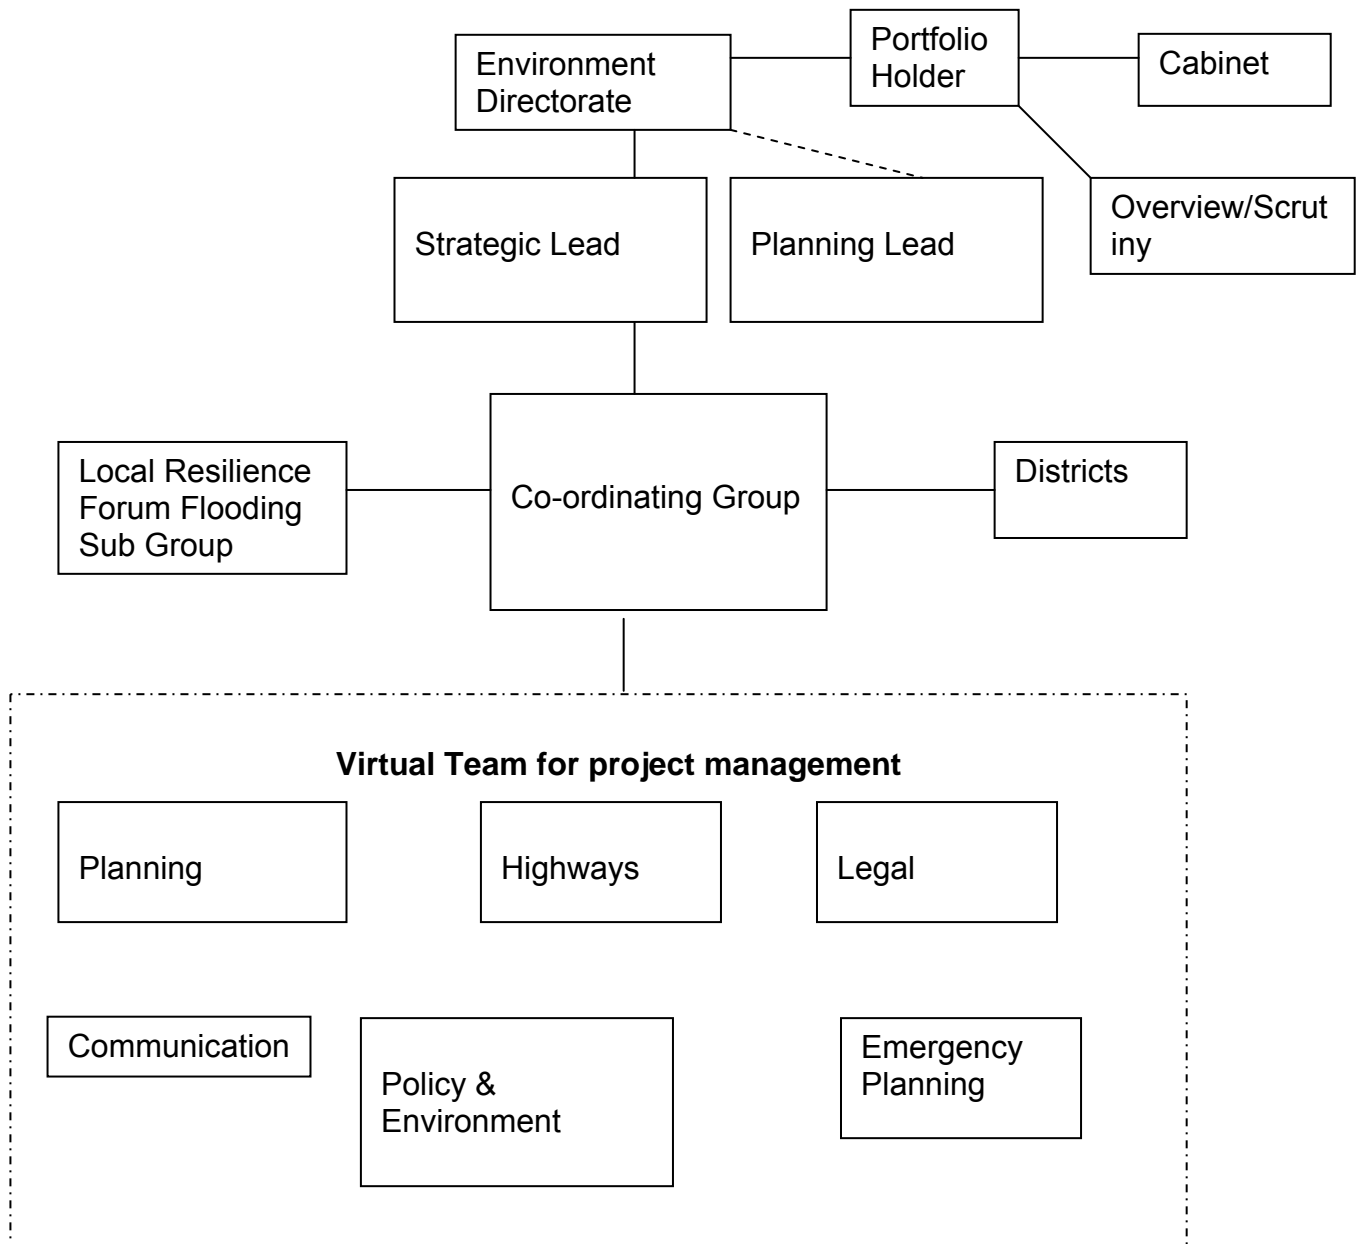 Portfolio
Holder
Environment
Directorate
Cabinet
Overview/Scrut
iny
Strategic Lead
Planning Lead
Local Resilience
Forum Flooding
Sub Group
Co-ordinating Group
Districts
Virtual Team for project management
Planning
Highways
Legal
Communication
Policy &
Environment
Emergency
Planning